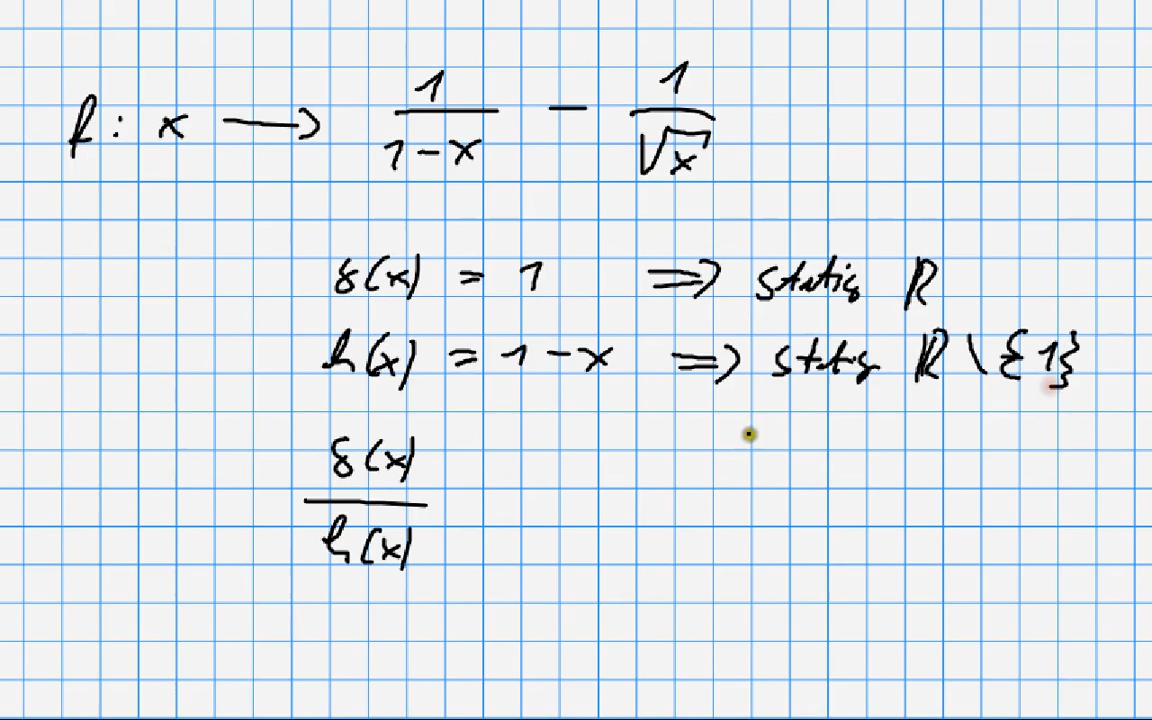 f: x ⟶ 1/(1-x) - 1/√x
g(x) = 1 ⟹ stetig ℝ
h(x) = 1-x ⟹ stetig ℝ \ {1}
g(x)/h(x)